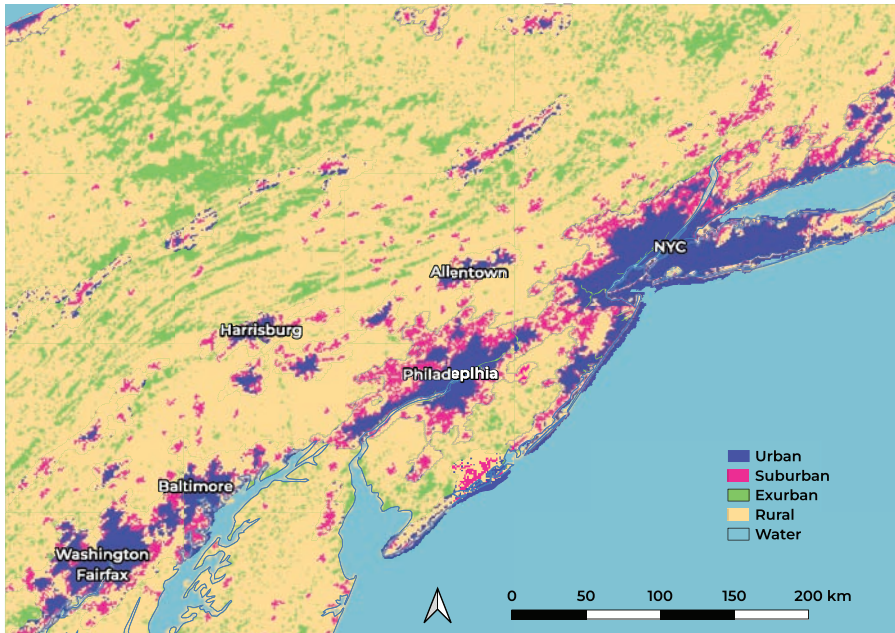 NYC
Allentown
Harrisburg
Philadeplhia
Baltimore
Washington
Fairfax
Urban
Suburban
Exurban
Rural
Water
0 50 100 150 200 km